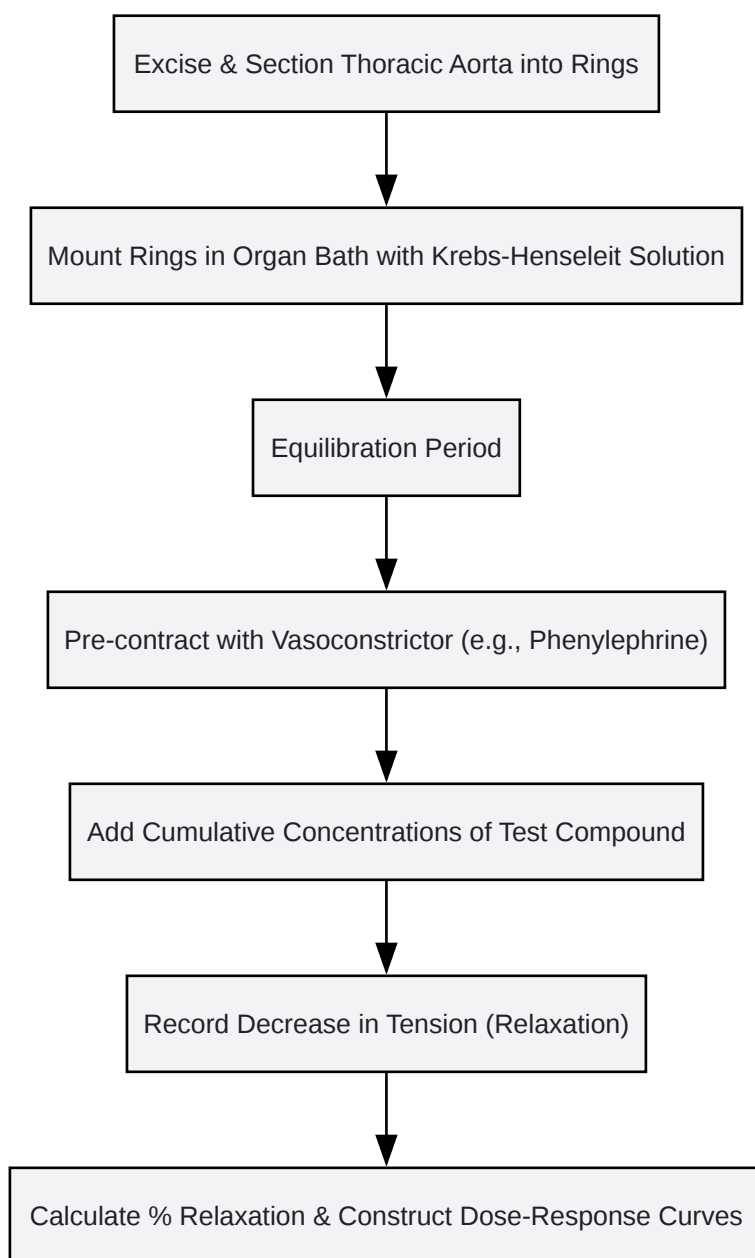 Excise & Section Thoracic Aorta into Rings
Mount Rings in Organ Bath with Krebs-Henseleit Solution
Equilibration Period
Pre-contract with Vasoconstrictor (e.g., Phenylephrine)
Add Cumulative Concentrations of Test Compound
Record Decrease in Tension (Relaxation)
Calculate % Relaxation & Construct Dose-Response Curves